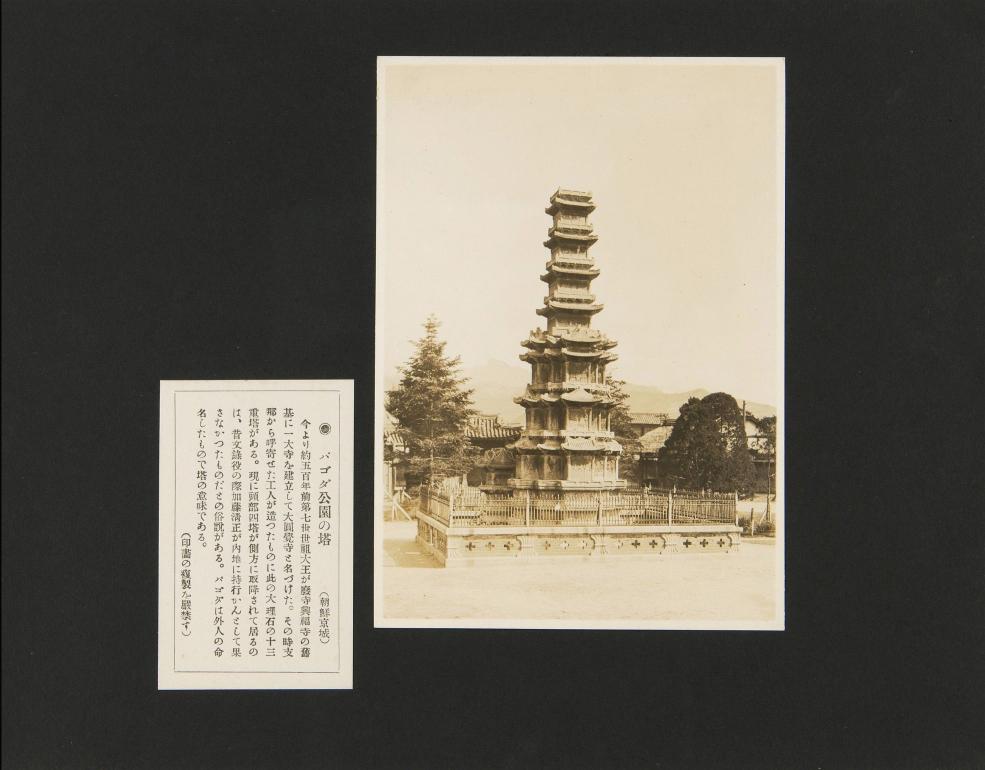 ◉ パゴダ公園の塔 (朝鮮京城)
今より約五百年前第七世世祖大王が廢寺興福寺の舊
基に一大寺を建立して大圓覺寺と名づけた。その時支
那から呼寄せた工人が造つたものに此の大理石の十三
重塔がある。現に頭部四塔が側方に取降されて居るの
は、昔文祿役の際加藤淸正が內地に持行かんとして果
さなかつたものだとの俗說がある。パゴダは外人の命
名したもので塔の意味である。
(印畵の複製を嚴禁す)